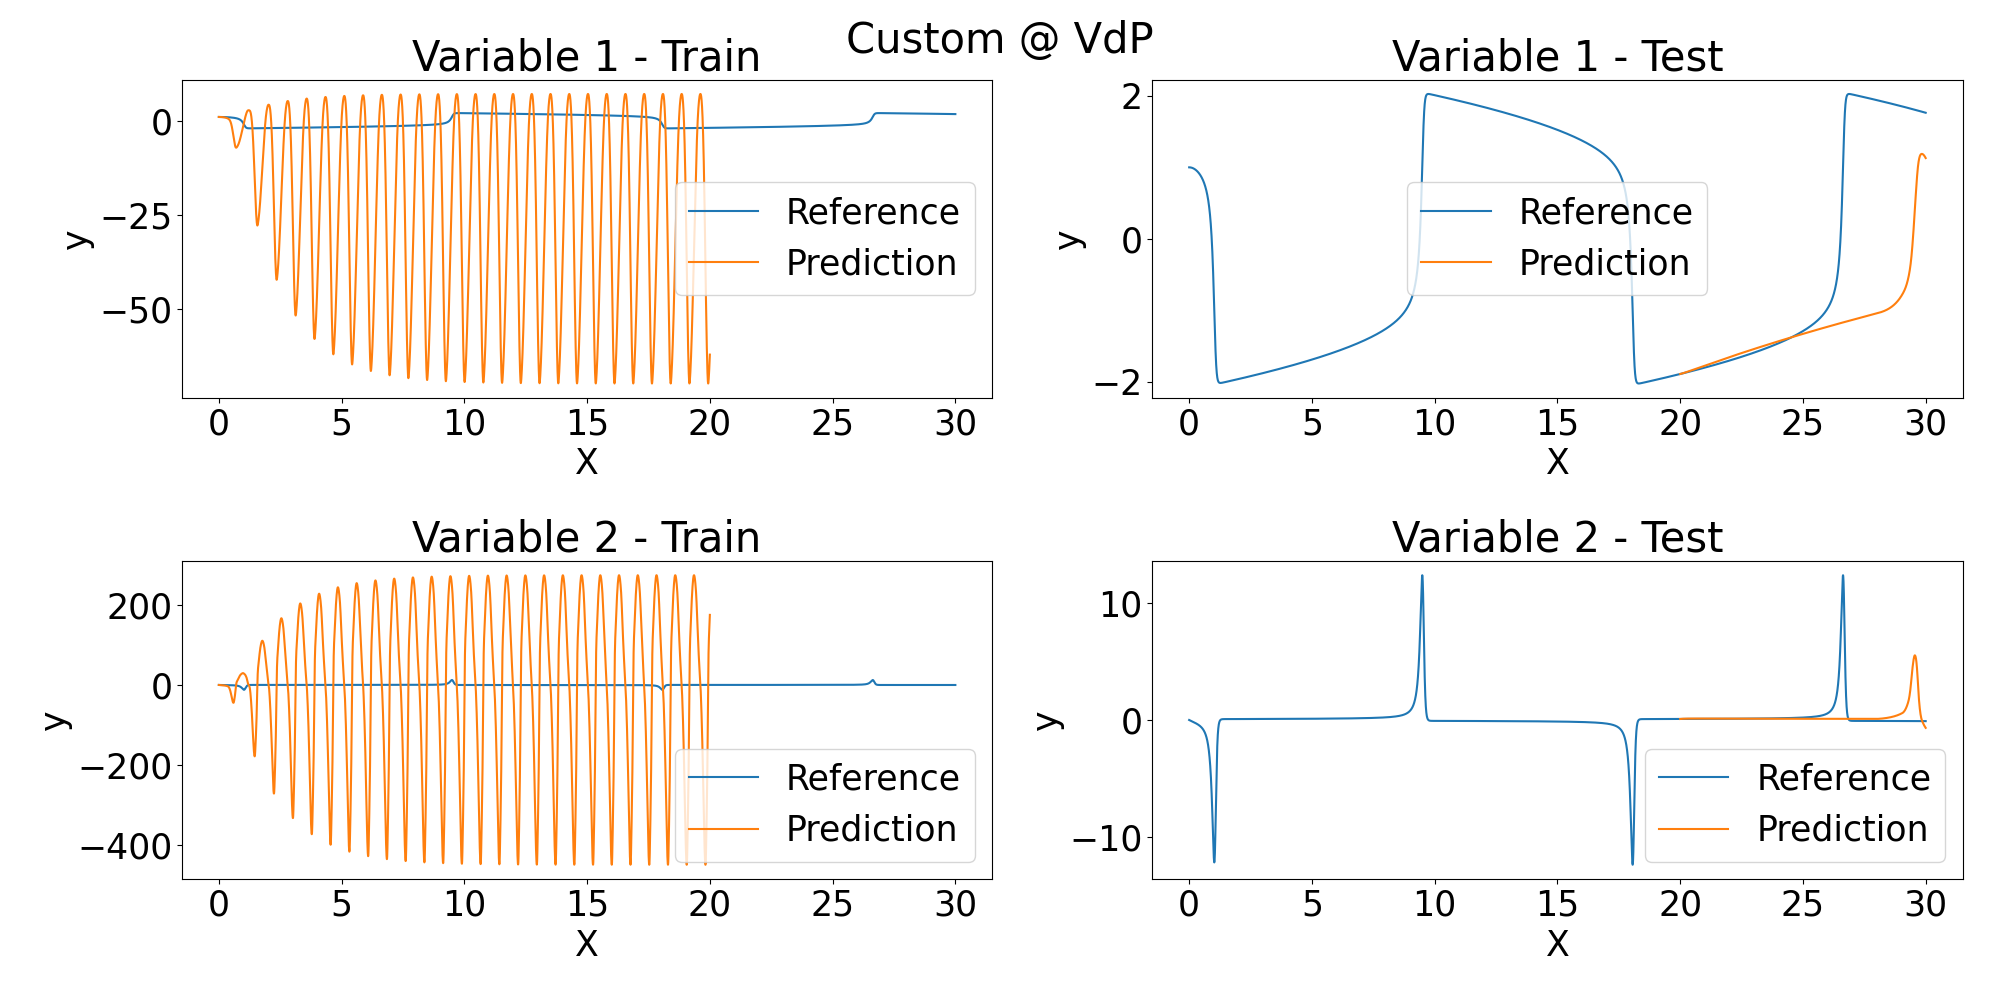 Custom @ VdP
Variable 1 - Train
0
−25
−50
y
Reference
Prediction
0 5 10 15 20 25 30
X
Variable 1 - Test
2
0
−2
y
Reference
Prediction
0 5 10 15 20 25 30
X
Variable 2 - Train
200
0
−200
−400
y
Reference
Prediction
0 5 10 15 20 25 30
X
Variable 2 - Test
10
0
−10
y
Reference
Prediction
0 5 10 15 20 25 30
X